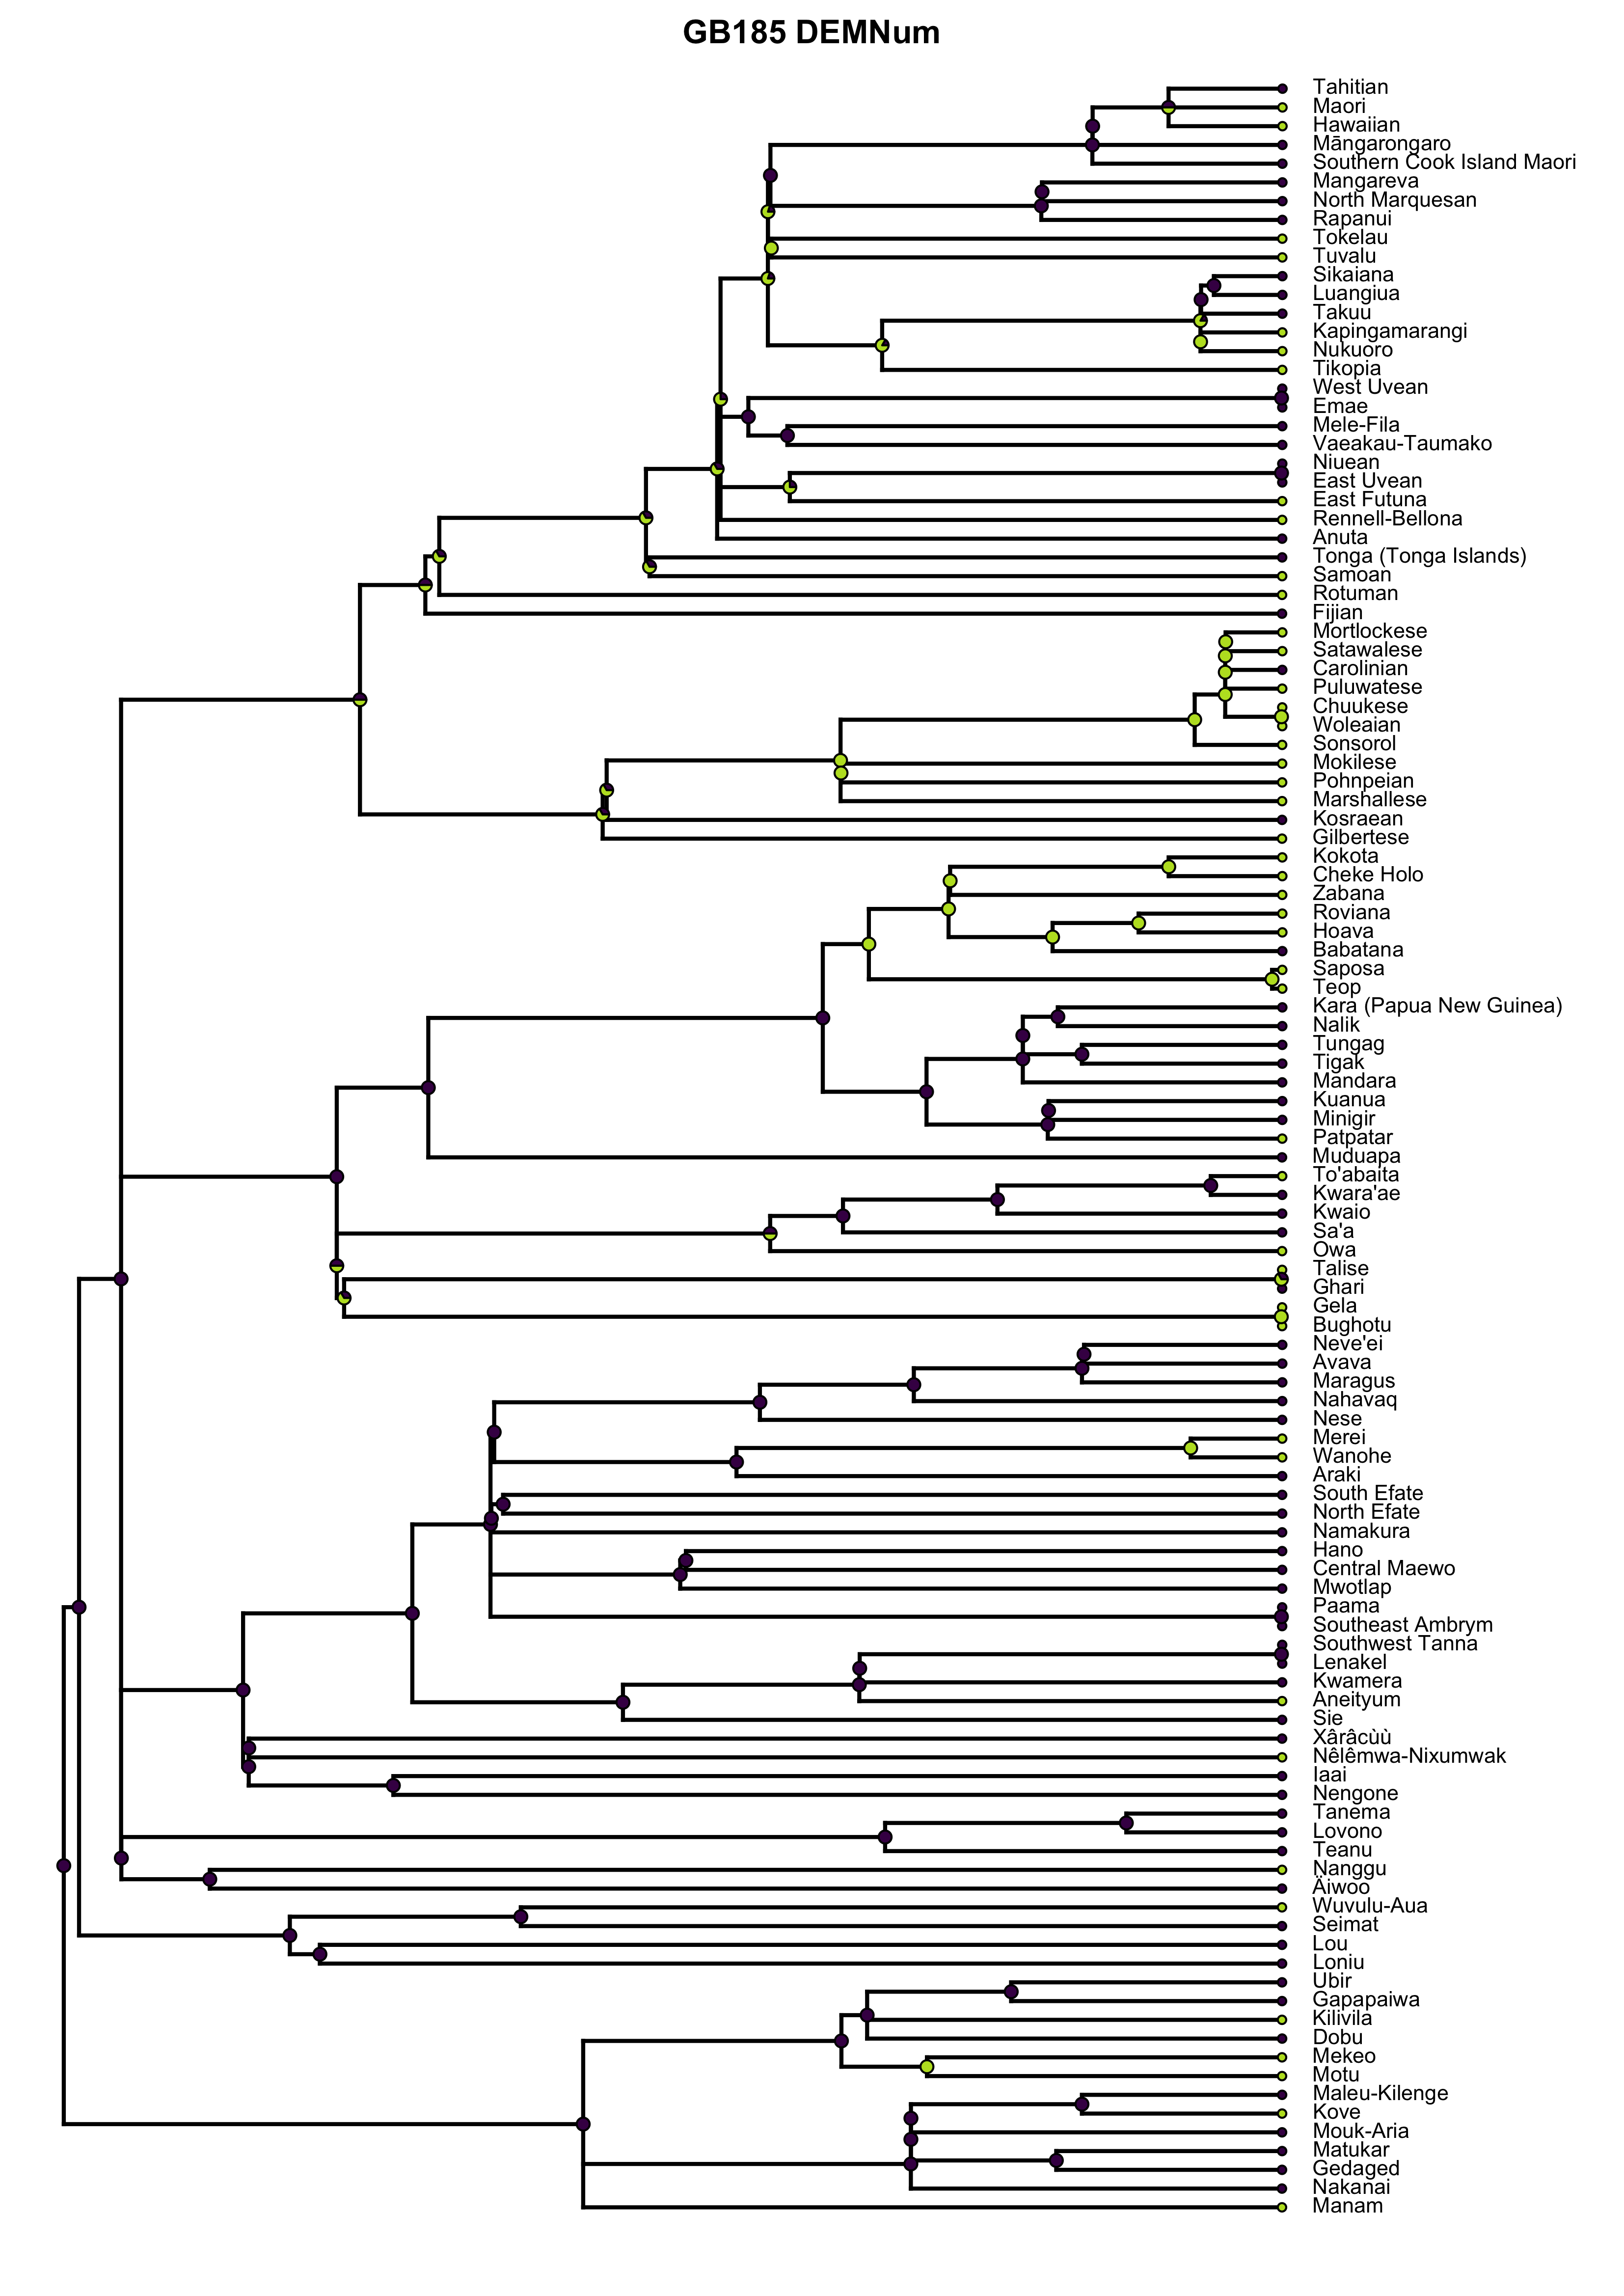 GB185 DEMNum
Tahitian
Maori
Hawaiian
Māngarongaro
Southern Cook Island Maori
Mangareva
North Marquesan
Rapanui
Tokelau
Tuvalu
Sikaiana
Luangiua
Takuu
Kapingamarangi
Nukuoro
Tikopia
West Uvean
Emae
Mele-Fila
Vaeakau-Taumako
Niuean
East Uvean
East Futuna
Rennell-Bellona
Anuta
Tonga (Tonga Islands)
Samoan
Rotuman
Fijian
Mortlockese
Satawalese
Carolinian
Puluwatese
Chuukese
Woleaian
Sonsorol
Mokilese
Pohnpeian
Marshallese
Kosraean
Gilbertese
Kokota
Cheke Holo
Zabana
Roviana
Hoava
Babatana
Saposa
Teop
Kara (Papua New Guinea)
Nalik
Tungag
Tigak
Mandara
Kuanua
Minigir
Patpatar
Muduapa
To'abaita
Kwara'ae
Kwaio
Sa'a
Owa
Talise
Ghari
Gela
Bughotu
Neve'ei
Avava
Maragus
Nahavaq
Nese
Merei
Wanohe
Araki
South Efate
North Efate
Namakura
Hano
Central Maewo
Mwotlap
Paama
Southeast Ambrym
Southwest Tanna
Lenakel
Kwamera
Aneityum
Sie
Xârâcùù
Nêlêmwa-Nixumwak
Iaai
Nengone
Tanema
Lovono
Teanu
Nanggu
Äiwoo
Wuvulu-Aua
Seimat
Lou
Loniu
Ubir
Gapapaiwa
Kilivila
Dobu
Mekeo
Motu
Maleu-Kilenge
Kove
Mouk-Aria
Matukar
Gedaged
Nakanai
Manam